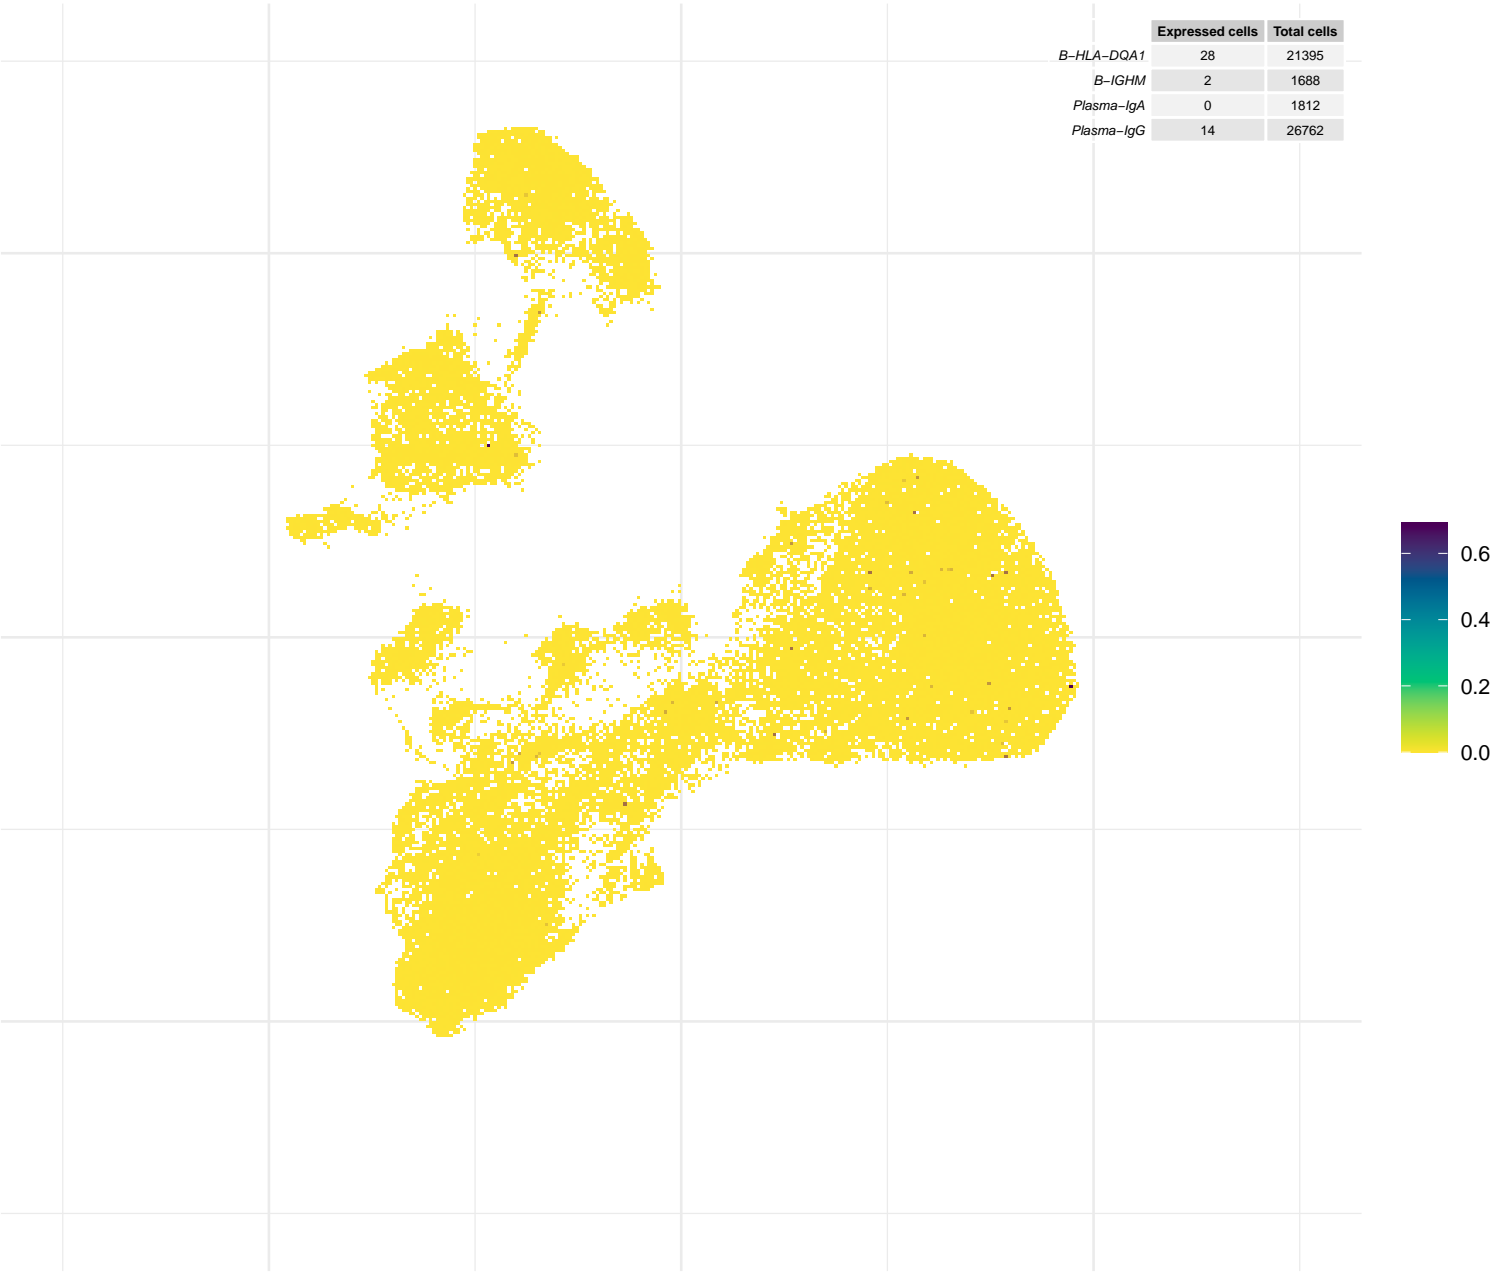 Expressed cells Total cells
B−HLA−DQA1 28 21395
B−IGHM 2 1688
Plasma−IgA 0 1812
Plasma−IgG 14 26762
0.6
0.4
0.2
0.0